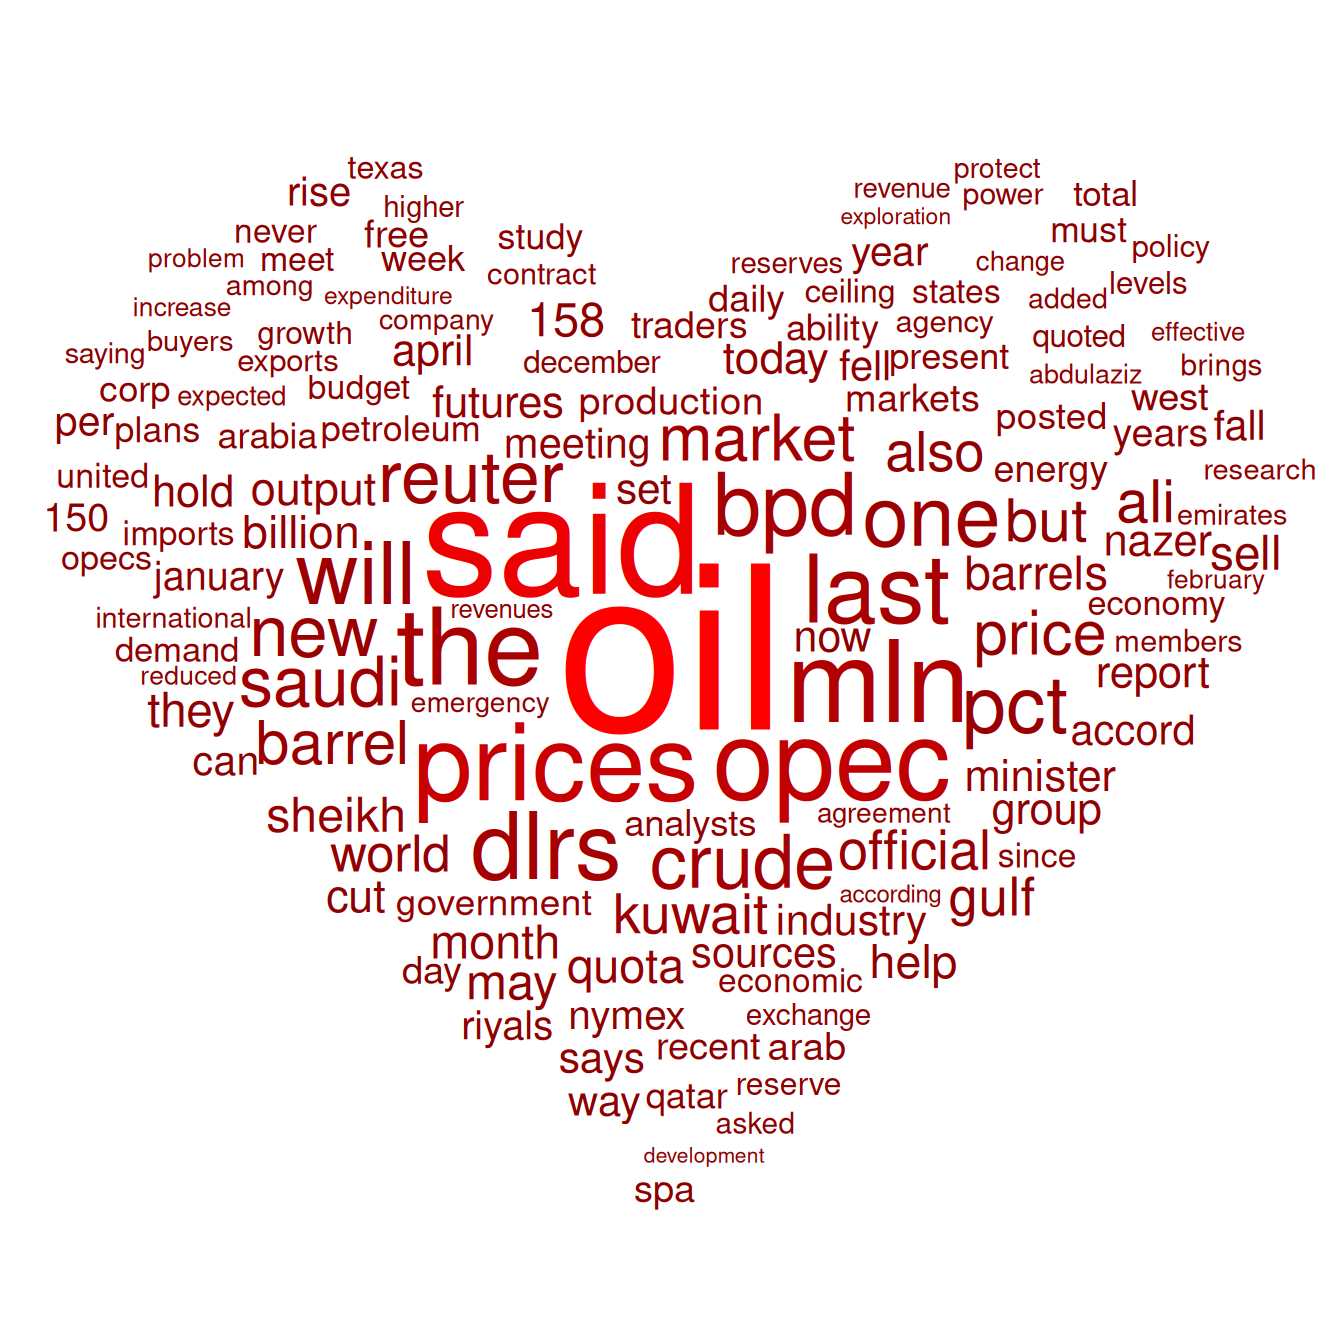 texas protect
rise revenue power total
higher exploration
never free study must policy
problem meet week contract reserves year change
among expenditure daily ceiling states added levels
increase company 158 traders ability agency quoted effective
saying buyers growth april december today fell present abdulaziz brings
exports
corp expected budget futures production markets west
per plans arabia petroleum meeting market also posted years fall
united hold output reuter set bpd one but energy ali research
150 imports billion said nazer emirates
opecs january will last barrels sell february
international new the revenues oil now price economy members
demand mln report
reduced saudi emergency pct
they accord
can barrel prices opec minister
sheikh dlrs analysts agreement group
world crude official since
cut government kuwait industry according gulf
month sources
day may quota economic help
riyals nymex exchange
says recent arab
way qatar reserve
asked
development
spa